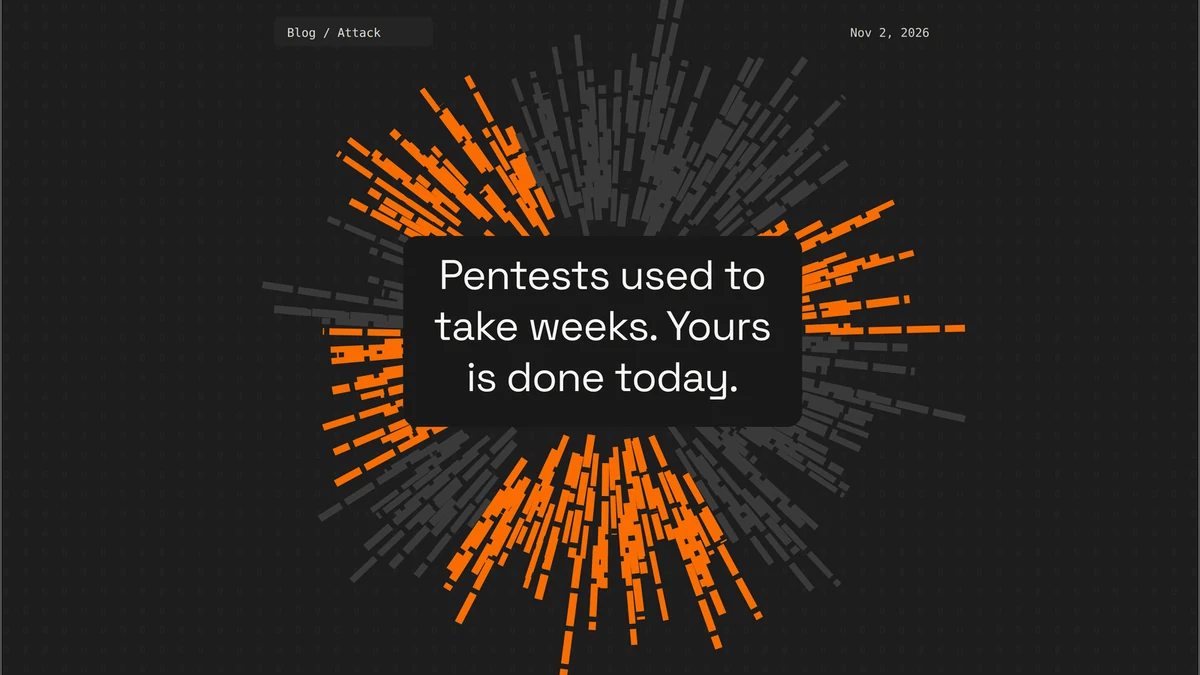 Blog / Attack
Nov 2, 2026
Pentests used to
take weeks. Yours
is done today.